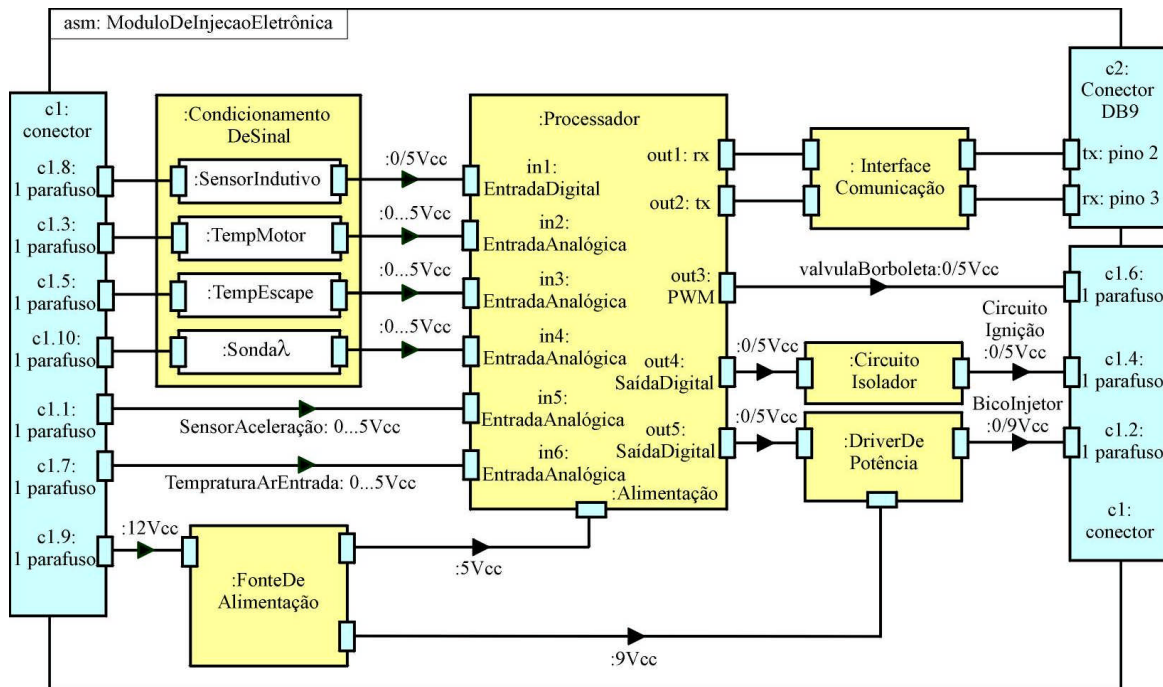 asm: ModuloDeInjecaoEletrônica
c1:
conector
c1.8:
1 parafuso
c1.3:
1 parafuso
c1.5:
1 parafuso
c1.10:
1 parafuso
c1.1:
1 parafuso
c1.7:
1 parafuso
c1.9:
1 parafuso
:Condicionamento
DeSinal
:SensorIndutivo
:TempMotor
:TempEscape
:Sondaλ
:0/5Vcc
:0...5Vcc
:0...5Vcc
:0...5Vcc
SensorAceleração: 0...5Vcc
TempraturaArEntrada: 0...5Vcc
:12Vcc
:FonteDe
Alimentação
:5Vcc
:9Vcc
:Processador
in1:
EntradaDigital
in2:
EntradaAnalógica
in3:
EntradaAnalógica
in4:
EntradaAnalógica
in5:
EntradaAnalógica
in6:
EntradaAnalógica
out1: rx
out2: tx
out3:
PWM
out4:
SaídaDigital
out5:
SaídaDigital
:Alimentação
: Interface
Comunicação
valvulaBorboleta:0/5Vcc
:0/5Vcc
:Circuito
Isolador
Circuito
Ignição
:0/5Vcc
:0/5Vcc
:DriverDe
Potência
BicoInjetor
:0/9Vcc
c2:
Conector
DB9
tx: pino 2
rx: pino 3
c1.6:
1 parafuso
c1.4:
1 parafuso
c1.2:
1 parafuso
c1:
conector